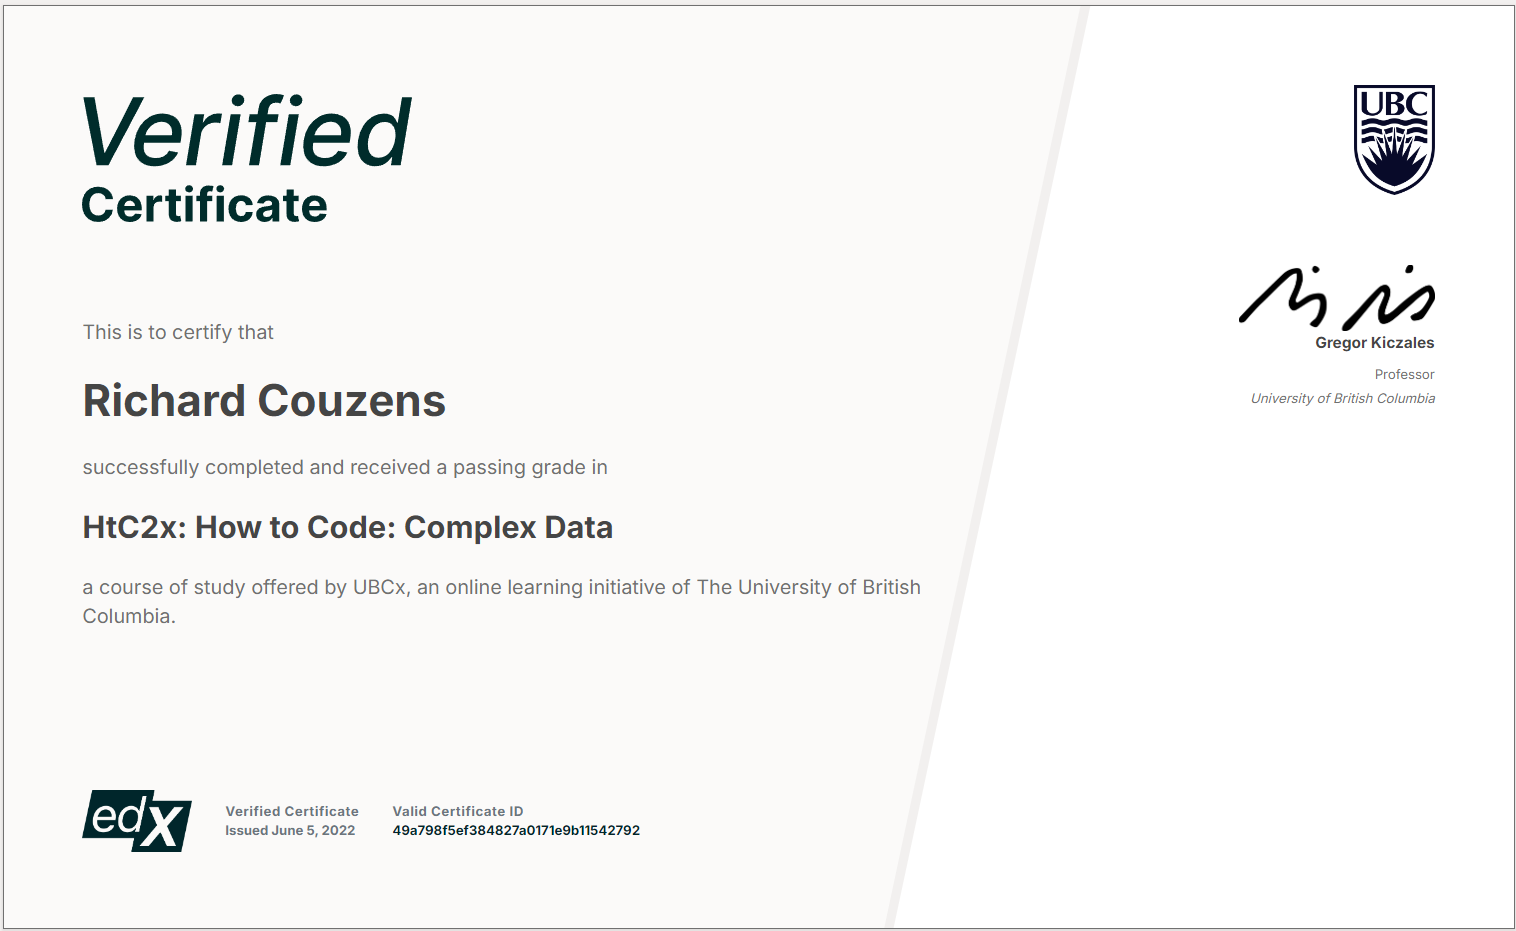 Verified
Certificate
This is to certify that
Richard Couzens
successfully completed and received a passing grade in
HtC2x: How to Code: Complex Data
a course of study offered by UBCx, an online learning initiative of The University of British
Columbia.
edX
Verified Certificate
Issued June 5, 2022
Valid Certificate ID
49a798f5ef384827a0171e9b11542792
UBC
Gregor Kiczales
Professor
University of British Columbia